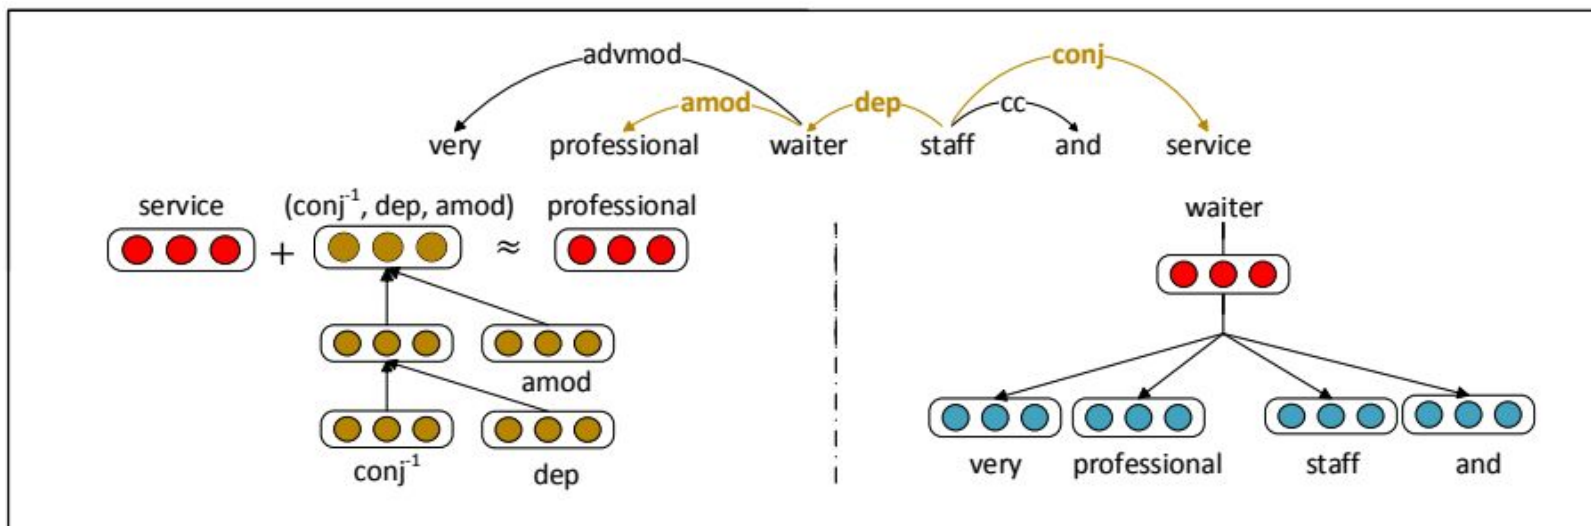 advmod
conj
amod
dep
cc
very professional waiter staff and service
service (conj⁻¹, dep, amod) professional
+ ≈
amod
conj⁻¹
dep
waiter
very professional staff and